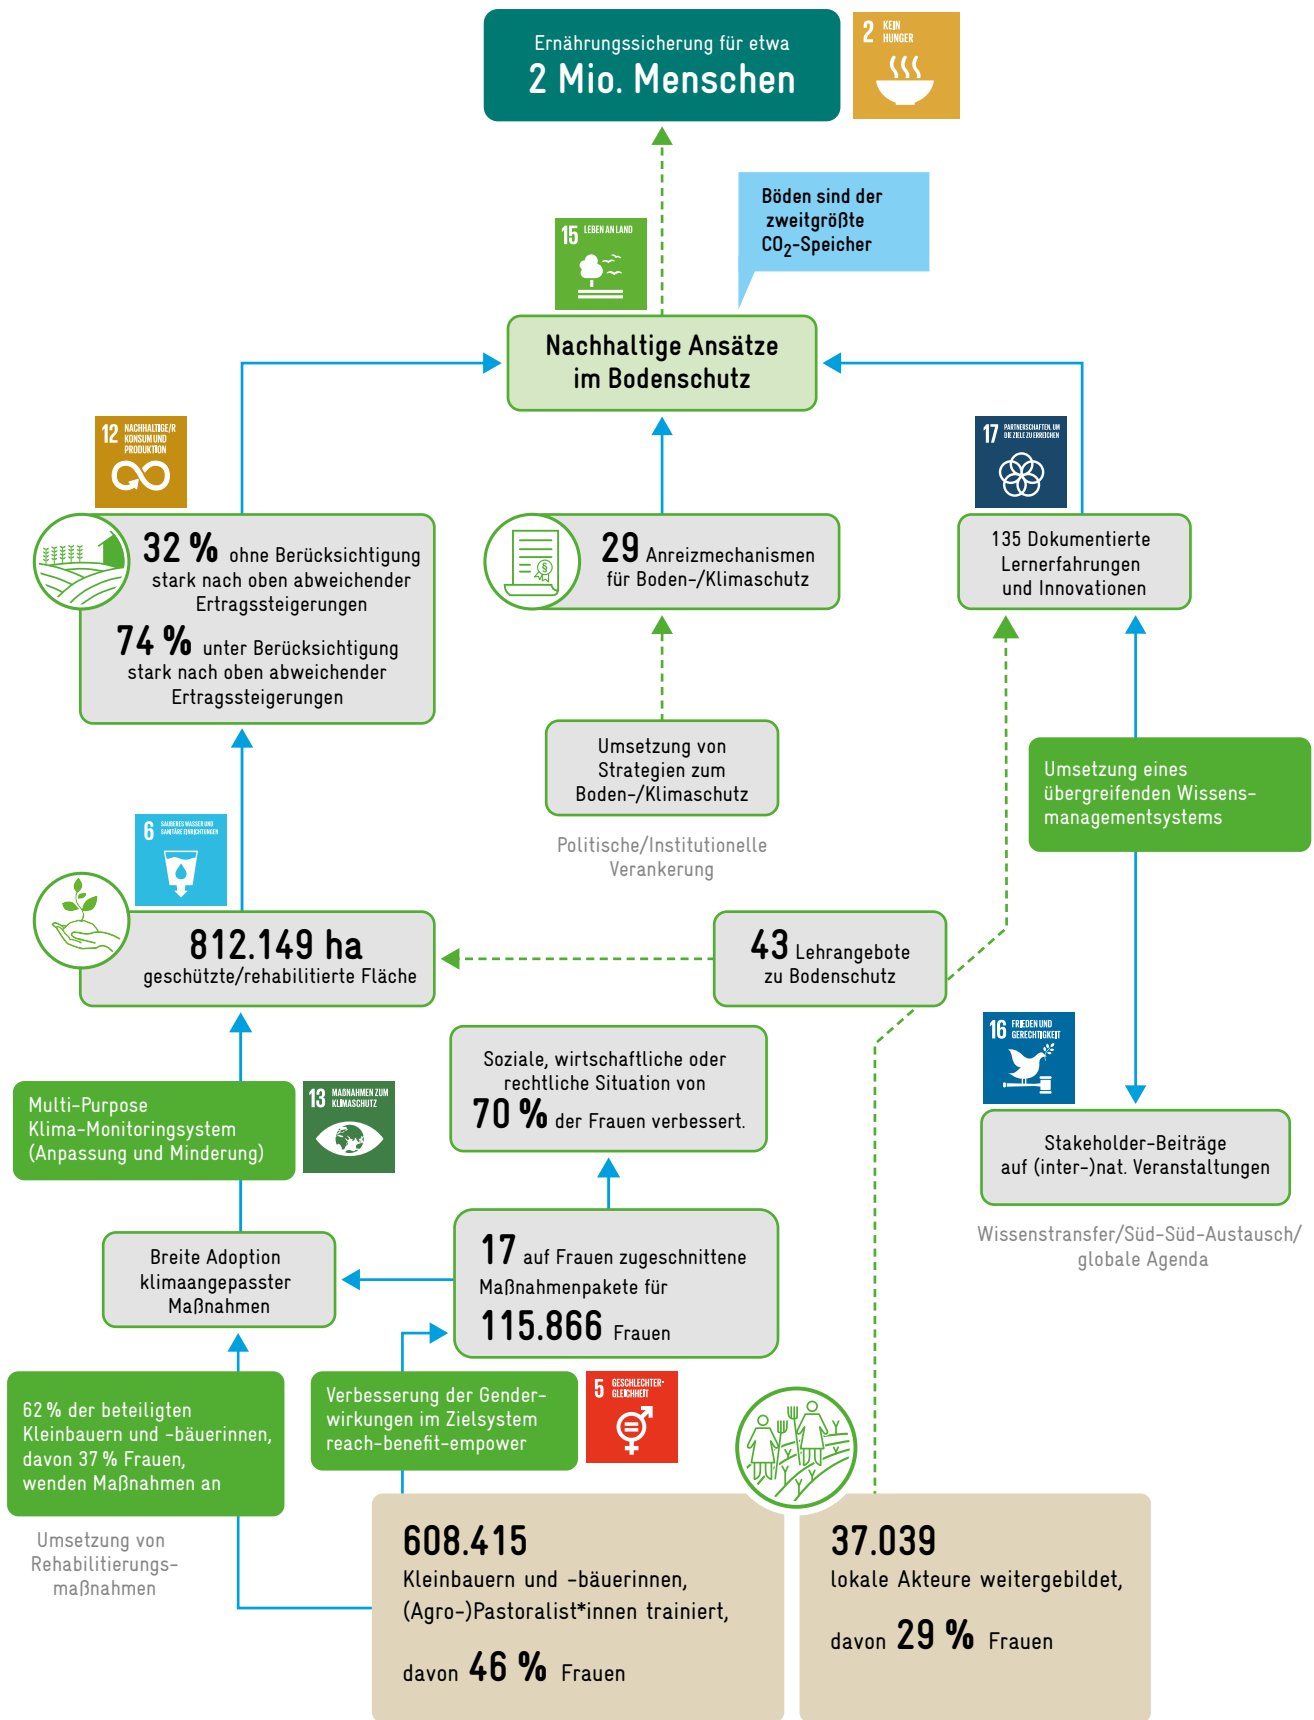 Ernährungssicherung für etwa
2 Mio. Menschen
2 KEIN
HUNGER
Böden sind der
zweitgrößte
CO₂-Speicher
15 LEBEN AN LAND
Nachhaltige Ansätze
im Bodenschutz
12 NACHHALTIGE/R
KONSUM UND
PRODUKTION
17 PARTNERSCHAFTEN, UM
DIE ZIELE ZU ERREICHEN
32 % ohne Berücksichtigung
stark nach oben abweichender
Ertragssteigerungen
74 % unter Berücksichtigung
stark nach oben abweichender
Ertragssteigerungen
§
29 Anreizmechanismen
für Boden-/Klimaschutz
135 Dokumentierte
Lernerfahrungen
und Innovationen
Umsetzung von
Strategien zum
Boden-/Klimaschutz
Politische/Institutionelle
Verankerung
Umsetzung eines
übergreifenden Wissens-
managementsystems
6 SAUBERES WASSER UND
SANITÄRE EINRICHTUNGEN
812.149 ha
geschützte/rehabilitierte Fläche
43 Lehrangebote
zu Bodenschutz
16 FRIEDEN UND
GERECHTIGKEIT
Soziale, wirtschaftliche oder
rechtliche Situation von
70 % der Frauen verbessert.
Multi-Purpose
Klima-Monitoringsystem
(Anpassung und Minderung)
13 MAẞNAHMEN ZUM
KLIMASCHUTZ
Stakeholder-Beiträge
auf (inter-)nat. Veranstaltungen
Wissenstransfer/Süd-Süd-Austausch/
globale Agenda
Breite Adoption
klimaangepasster
Maßnahmen
17 auf Frauen zugeschnittene
Maßnahmenpakete für
115.866 Frauen
62 % der beteiligten
Kleinbauern und -bäuerinnen,
davon 37 % Frauen,
wenden Maßnahmen an
Verbesserung der Gender-
wirkungen im Zielsystem
reach-benefit-empower
5 GESCHLECHTER-
GLEICHHEIT
Umsetzung von
Rehabilitierungs-
maßnahmen
608.415
Kleinbauern und -bäuerinnen,
(Agro-)Pastoralist*innen trainiert,
davon 46 % Frauen
37.039
lokale Akteure weitergebildet,
davon 29 % Frauen